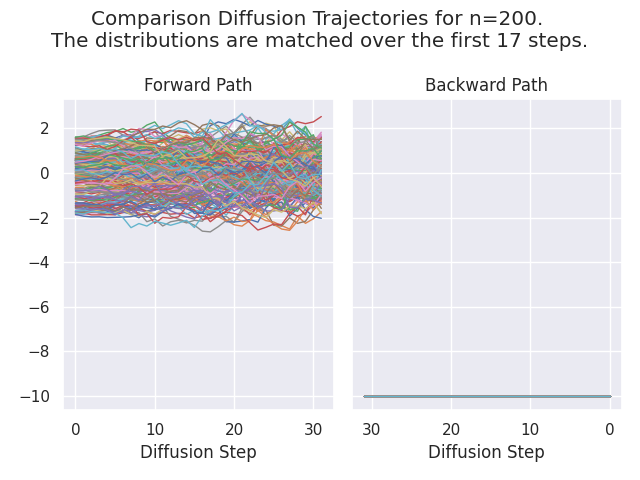 Comparison Diffusion Trajectories for n=200.
The distributions are matched over the first 17 steps.
Forward Path
Backward Path
2
0
−2
−4
−6
−8
−10
0 10 20 30
30 20 10 0
Diffusion Step
Diffusion Step